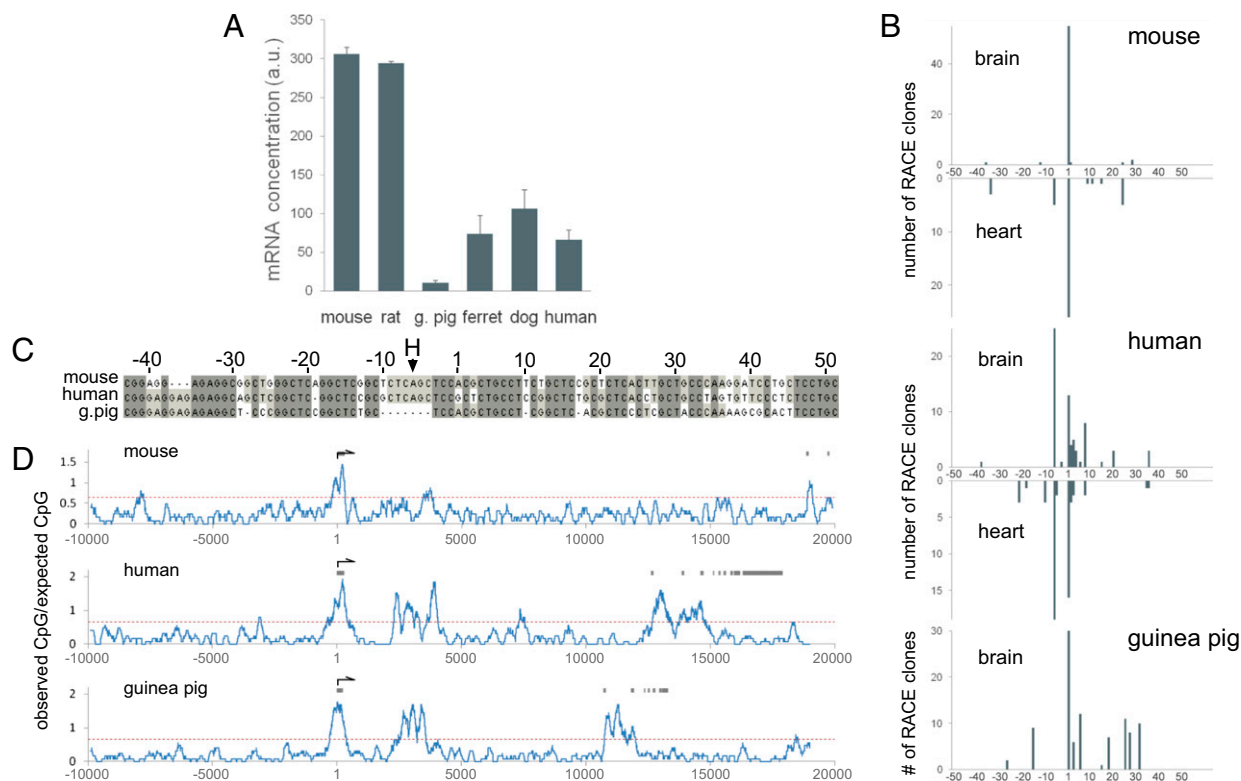 A
350
300
250
200
150
100
50
0
mRNA concentration (a.u.)
mouse rat g. pig ferret dog human
B
mouse
brain
40
20
0
-50 -30 -20 -10 1 10 20 30 40 50
0
10
20
heart
number of RACE clones
human
brain
30
20
10
0
-50 -30 -20 -10 1 10 20 30 40 50
0
5
10
15
heart
number of RACE clones
guinea pig
brain
30
20
10
0
-50 -30 -20 -10 1 10 20 30 40 50
# of RACE clones
C
-40 -30 -20 -10 H 1 10 20 30 40 50
mouse CGGAGG...AGAGGCGGCTGGGCTCAGGCTCGGCTCTCAGCTCCACGCTGCCTTCTGCTCCGCTCTCACTTGCTGCCCAAGGATCCTGCTCCTGC
human
g.pig
D
mouse
1.5
1
0.5
0
-10000 -5000 1 5000 10000 15000 20000
human
2
1
0
-10000 -5000 1 5000 10000 15000 20000
guinea pig
2
1
0
-10000 -5000 1 5000 10000 15000 20000
observed CpG/expected CpG